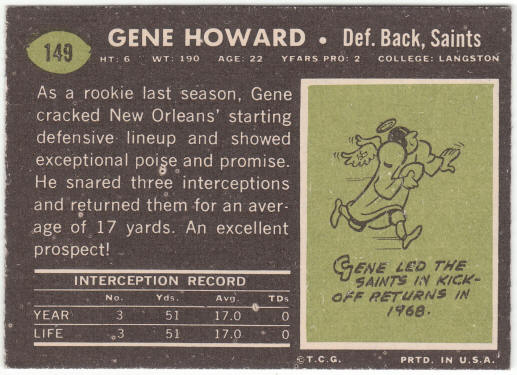 149
GENE HOWARD • Def. Back, Saints
HT: 6 WT: 190 AGE: 22 YEARS PRO: 2 COLLEGE: LANGSTON
As a rookie last season, Gene
cracked New Orleans' starting
defensive lineup and showed
exceptional poise and promise.
He snared three interceptions
and returned them for an aver-
age of 17 yards. An excellent
prospect!
INTERCEPTION RECORD
No. Yds. Avg. TDs
YEAR 3 51 17.0 0
LIFE 3 51 17.0 0
GENE LED THE
SAINTS IN KICK-
OFF RETURNS IN
1968.
©T.C.G. PRTD. IN U.S.A.